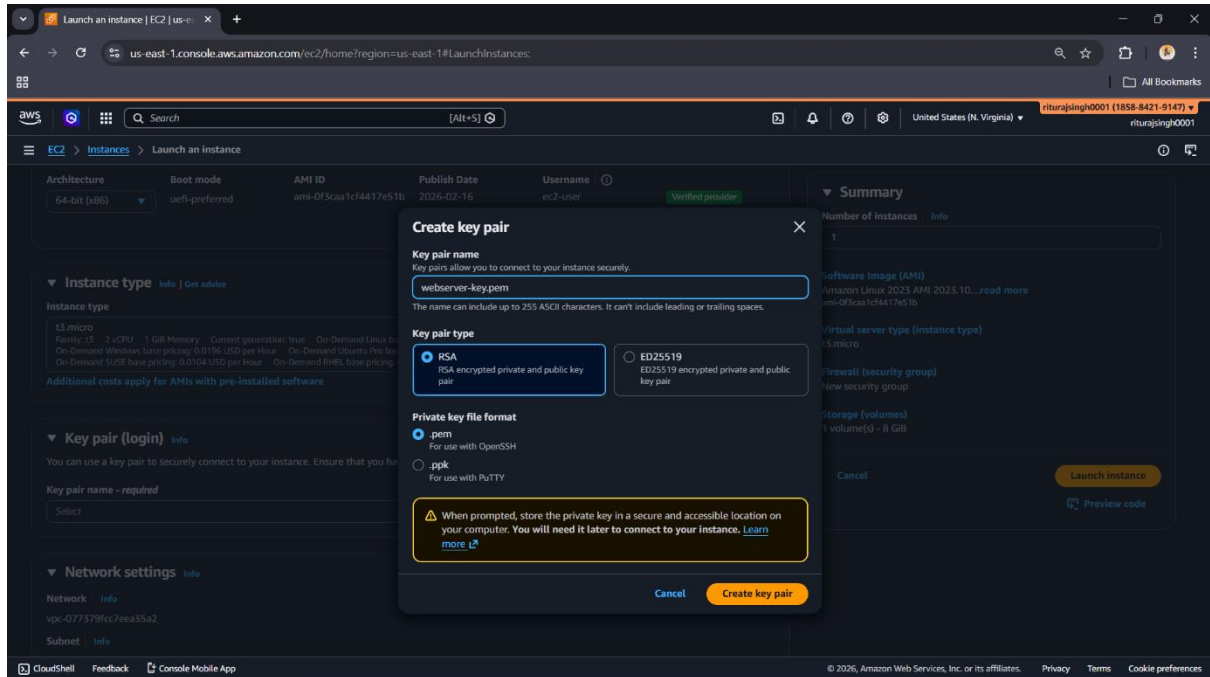 Launch an instance | EC2 | us-e
us-east-1.console.aws.amazon.com/ec2/home?region=us-east-1#LaunchInstances:
All Bookmarks
aws
Search
[Alt+S]
United States (N. Virginia)
riturajsingh0001 (1858-8421-9147)
riturajsingh0001
EC2 > Instances > Launch an instance
Architecture Boot mode AMI ID Publish Date Username
64-bit (x86) uefi-preferred ami-0f3caa1cf4417e51b 2026-02-16 ec2-user Verified provider
Instance type Info | Get advice
Instance type
t3.micro
Family: t3 2 vCPU 1 GiB Memory Current generation: true On-Demand Linux ba
On-Demand Windows base pricing: 0.0196 USD per Hour On-Demand Ubuntu Pro ba
On-Demand SUSE base pricing: 0.0104 USD per Hour On-Demand RHEL base pricing:
Additional costs apply for AMIs with pre-installed software
Key pair (login) Info
You can use a key pair to securely connect to your instance. Ensure that you ha
Key pair name - required
Select
Network settings Info
Network Info
vpc-077379fcc7eea35a2
Subnet Info
Create key pair
Key pair name
Key pairs allow you to connect to your instance securely.
webserver-key.pem
The name can include up to 255 ASCII characters. It can't include leading or trailing spaces.
Key pair type
RSA
RSA encrypted private and public key
pair
ED25519
ED25519 encrypted private and public
key pair
Private key file format
.pem
For use with OpenSSH
.ppk
For use with PuTTY
When prompted, store the private key in a secure and accessible location on
your computer. You will need it later to connect to your instance. Learn
more
Cancel
Create key pair
Summary
Number of instances Info
1
Software Image (AMI)
Amazon Linux 2023 AMI 2023.10...read more
ami-0f3caa1cf4417e51b
Virtual server type (instance type)
t3.micro
Firewall (security group)
New security group
Storage (volumes)
1 volume(s) - 8 GiB
Cancel
Launch instance
Preview code
CloudShell Feedback Console Mobile App
© 2026, Amazon Web Services, Inc. or its affiliates. Privacy Terms Cookie preferences